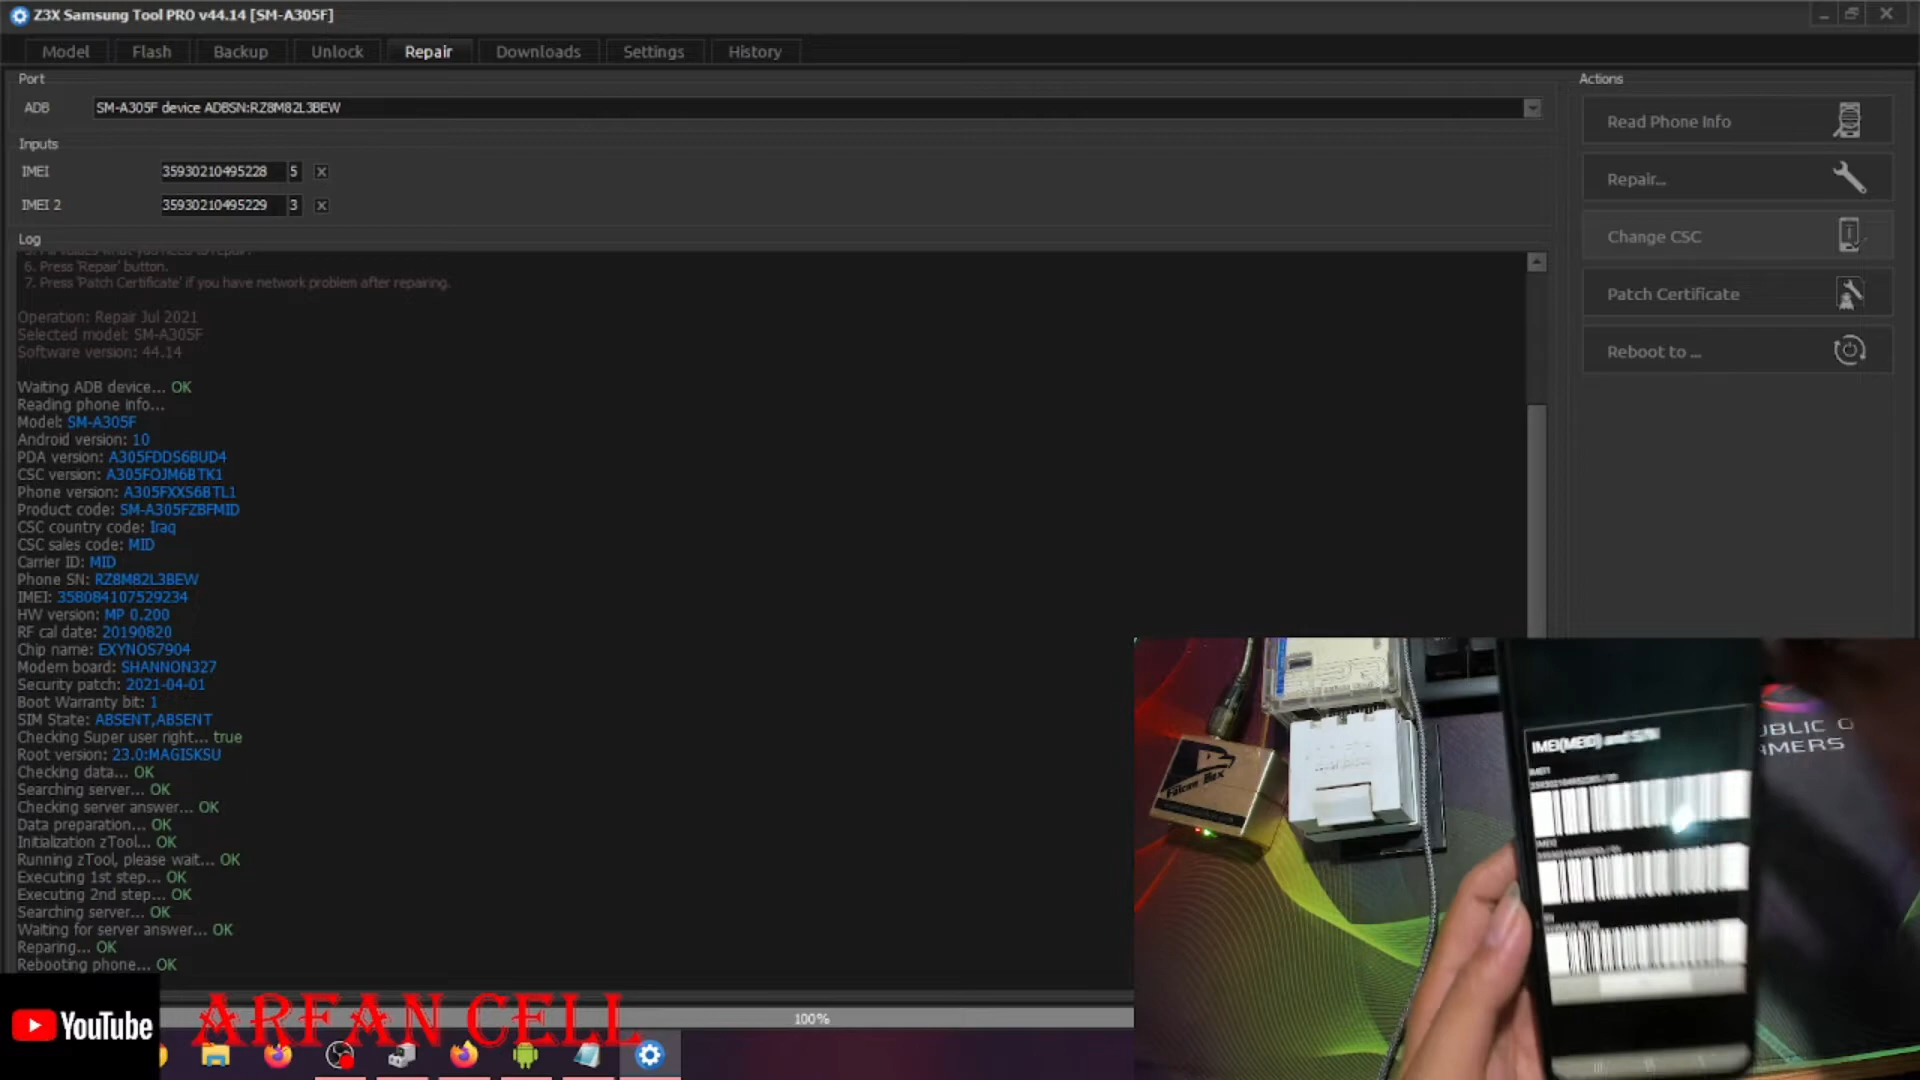 Z3X Samsung Tool PRO v44.14 [SM-A305F]
Model Flash Backup Unlock Repair Downloads Settings History
Port
ADB SM-A305F device ADBSN:RZ8M82L3BEW
Inputs
IMEI 35930210495228 5
IMEI 2 35930210495229 3
Log
6. Press 'Repair' button.
7. Press 'Patch Certificate' if you have network problem after repairing.
Operation: Repair Jul 2021
Selected model: SM-A305F
Software version: 44.14
Waiting ADB device... OK
Reading phone info...
Model: SM-A305F
Android version: 10
PDA version: A305FDDS6BUD4
CSC version: A305FOJM6BTK1
Phone version: A305FXXS6BTL1
Product code: SM-A305FZBFMID
CSC country code: Iraq
CSC sales code: MID
Carrier ID: MID
Phone SN: RZ8M82L3BEW
IMEI: 358084107529234
HW version: MP 0.200
RF cal date: 20190820
Chip name: EXYNOS7904
Modem board: SHANNON327
Security patch: 2021-04-01
Boot Warranty bit: 1
SIM State: ABSENT,ABSENT
Checking Super user right... true
Root version: 23.0:MAGISKSU
Checking data... OK
Searching server... OK
Checking server answer... OK
Data preparation... OK
Initialization zTool... OK
Running zTool, please wait... OK
Executing 1st step... OK
Executing 2nd step... OK
Searching server... OK
Waiting for server answer... OK
Reparing... OK
Rebooting phone... OK
100%
Actions
Read Phone Info
Repair...
Change CSC
Patch Certificate
Reboot to ...
YouTube
ARFAN CELL
Falcon Box
IMEI(MEID) and S/N
UBLIC O
AMERS